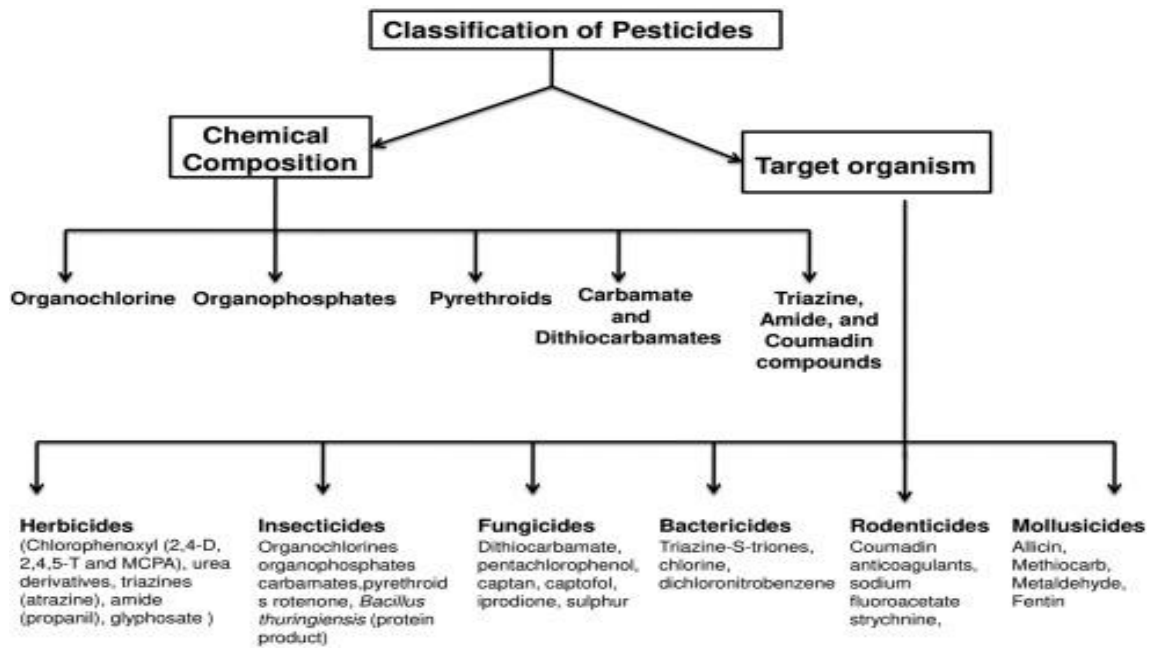 Classification of Pesticides
Chemical
Composition
Target organism
Organochlorine
Organophosphates
Pyrethroids
Carbamate
and
Dithiocarbamates
Triazine,
Amide, and
Coumadin
compounds
Herbicides
(Chlorophenoxyl (2,4-D,
2,4,5-T and MCPA), urea
derivatives, triazines
(atrazine), amide
(propanil), glyphosate )
Insecticides
Organochlorines
organophosphates
carbamates,pyrethroid
s rotenone, Bacillus
thuringiensis (protein
product)
Fungicides
Dithiocarbamate,
pentachlorophenol,
captan, captofol,
iprodione, sulphur
Bactericides
Triazine-S-triones,
chlorine,
dichloronitrobenzene
Rodenticides
Coumadin
anticoagulants,
sodium
fluoroacetate
strychnine,
Mollusicides
Allicin,
Methiocarb,
Metaldehyde,
Fentin